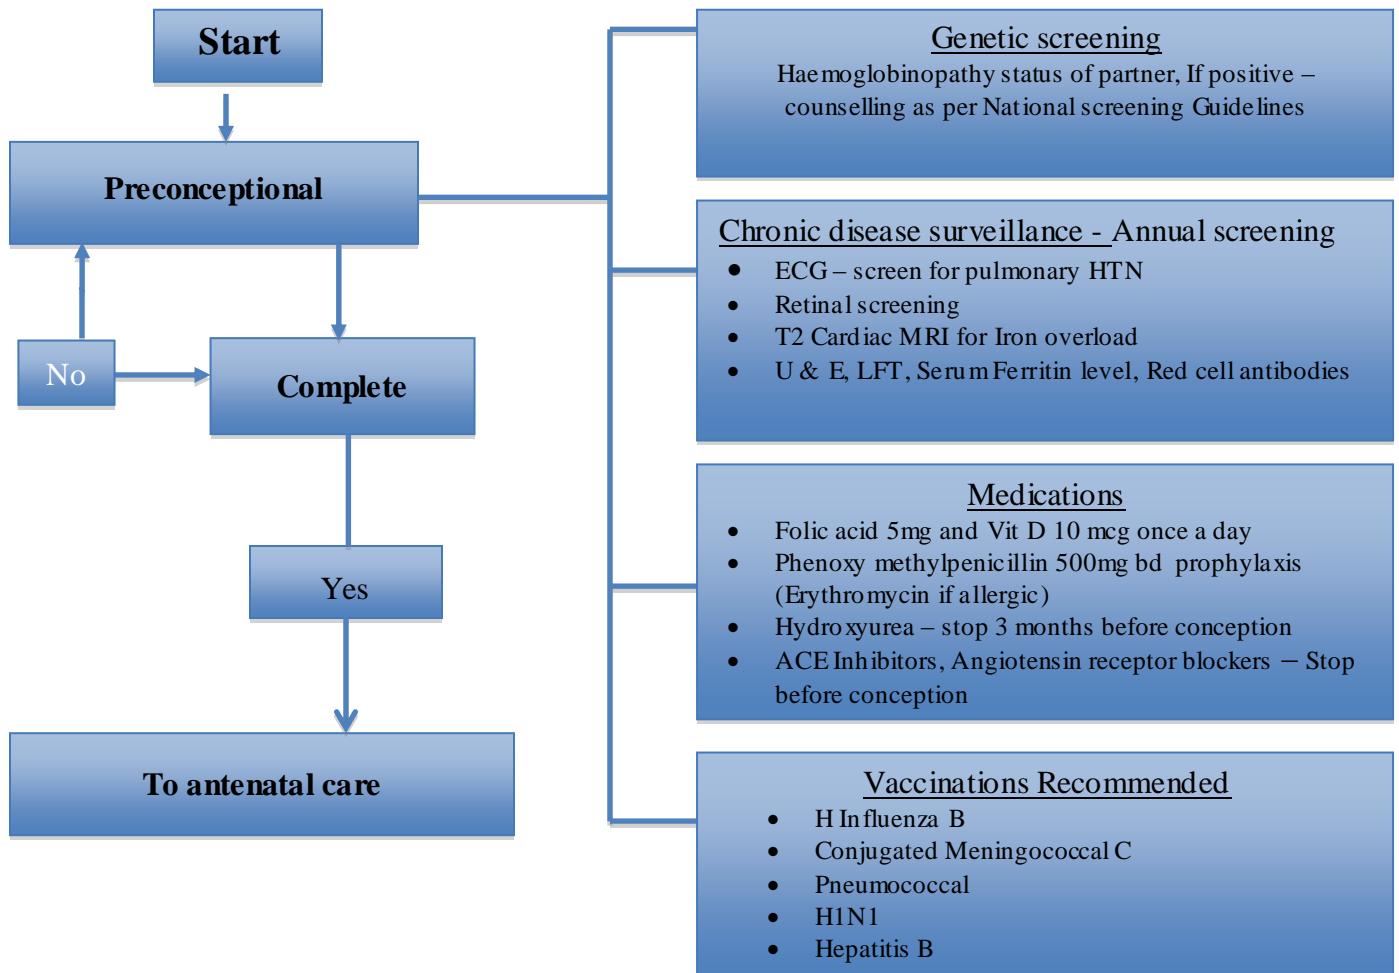 Start
Preconceptional
No
Complete
Yes
To antenatal care
Genetic screening
Haemoglobinopathy status of partner, If positive –
counselling as per National screening Guidelines
Chronic disease surveillance - Annual screening
• ECG – screen for pulmonary HTN
• Retinal screening
• T2 Cardiac MRI for Iron overload
• U & E, LFT, Serum Ferritin level, Red cell antibodies
Medications
• Folic acid 5mg and Vit D 10 mcg once a day
• Phenoxy methylpenicillin 500mg bd prophylaxis
(Erythromycin if allergic)
• Hydroxyurea – stop 3 months before conception
• ACE Inhibitors, Angiotensin receptor blockers – Stop
before conception
Vaccinations Recommended
• H Influenza B
• Conjugated Meningococcal C
• Pneumococcal
• H1N1
• Hepatitis B